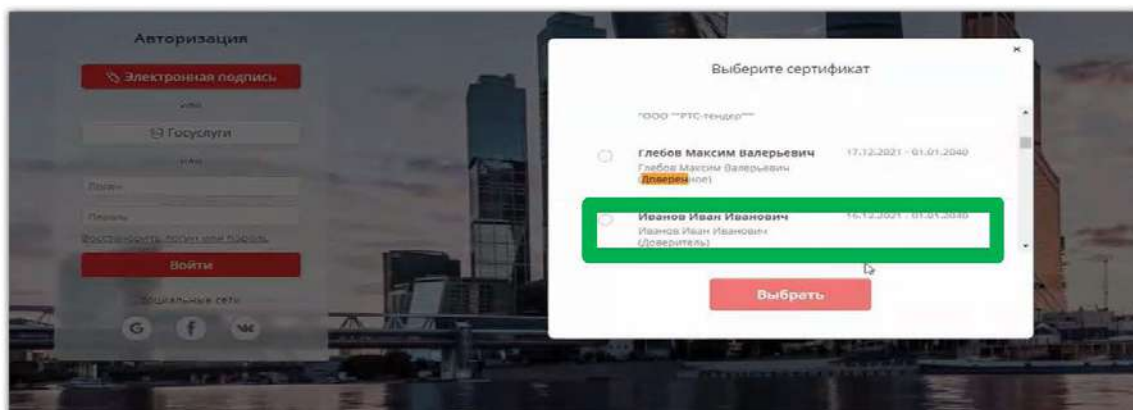 Авторизация
Электронная подпись
или
Госуслуги
или
Логин
Пароль
Восстановить логин или пароль
Войти
Социальные сети
G f
×
Выберите сертификат
"ООО ""РТС-тендер"""
Глебов Максим Валерьевич 17.12.2021 - 01.01.2040
Глебов Максим Валерьевич
(Доверенное)
Иванов Иван Иванович 16.12.2021 - 01.01.2040
Иванов Иван Иванович
(Доверитель)
Выбрать